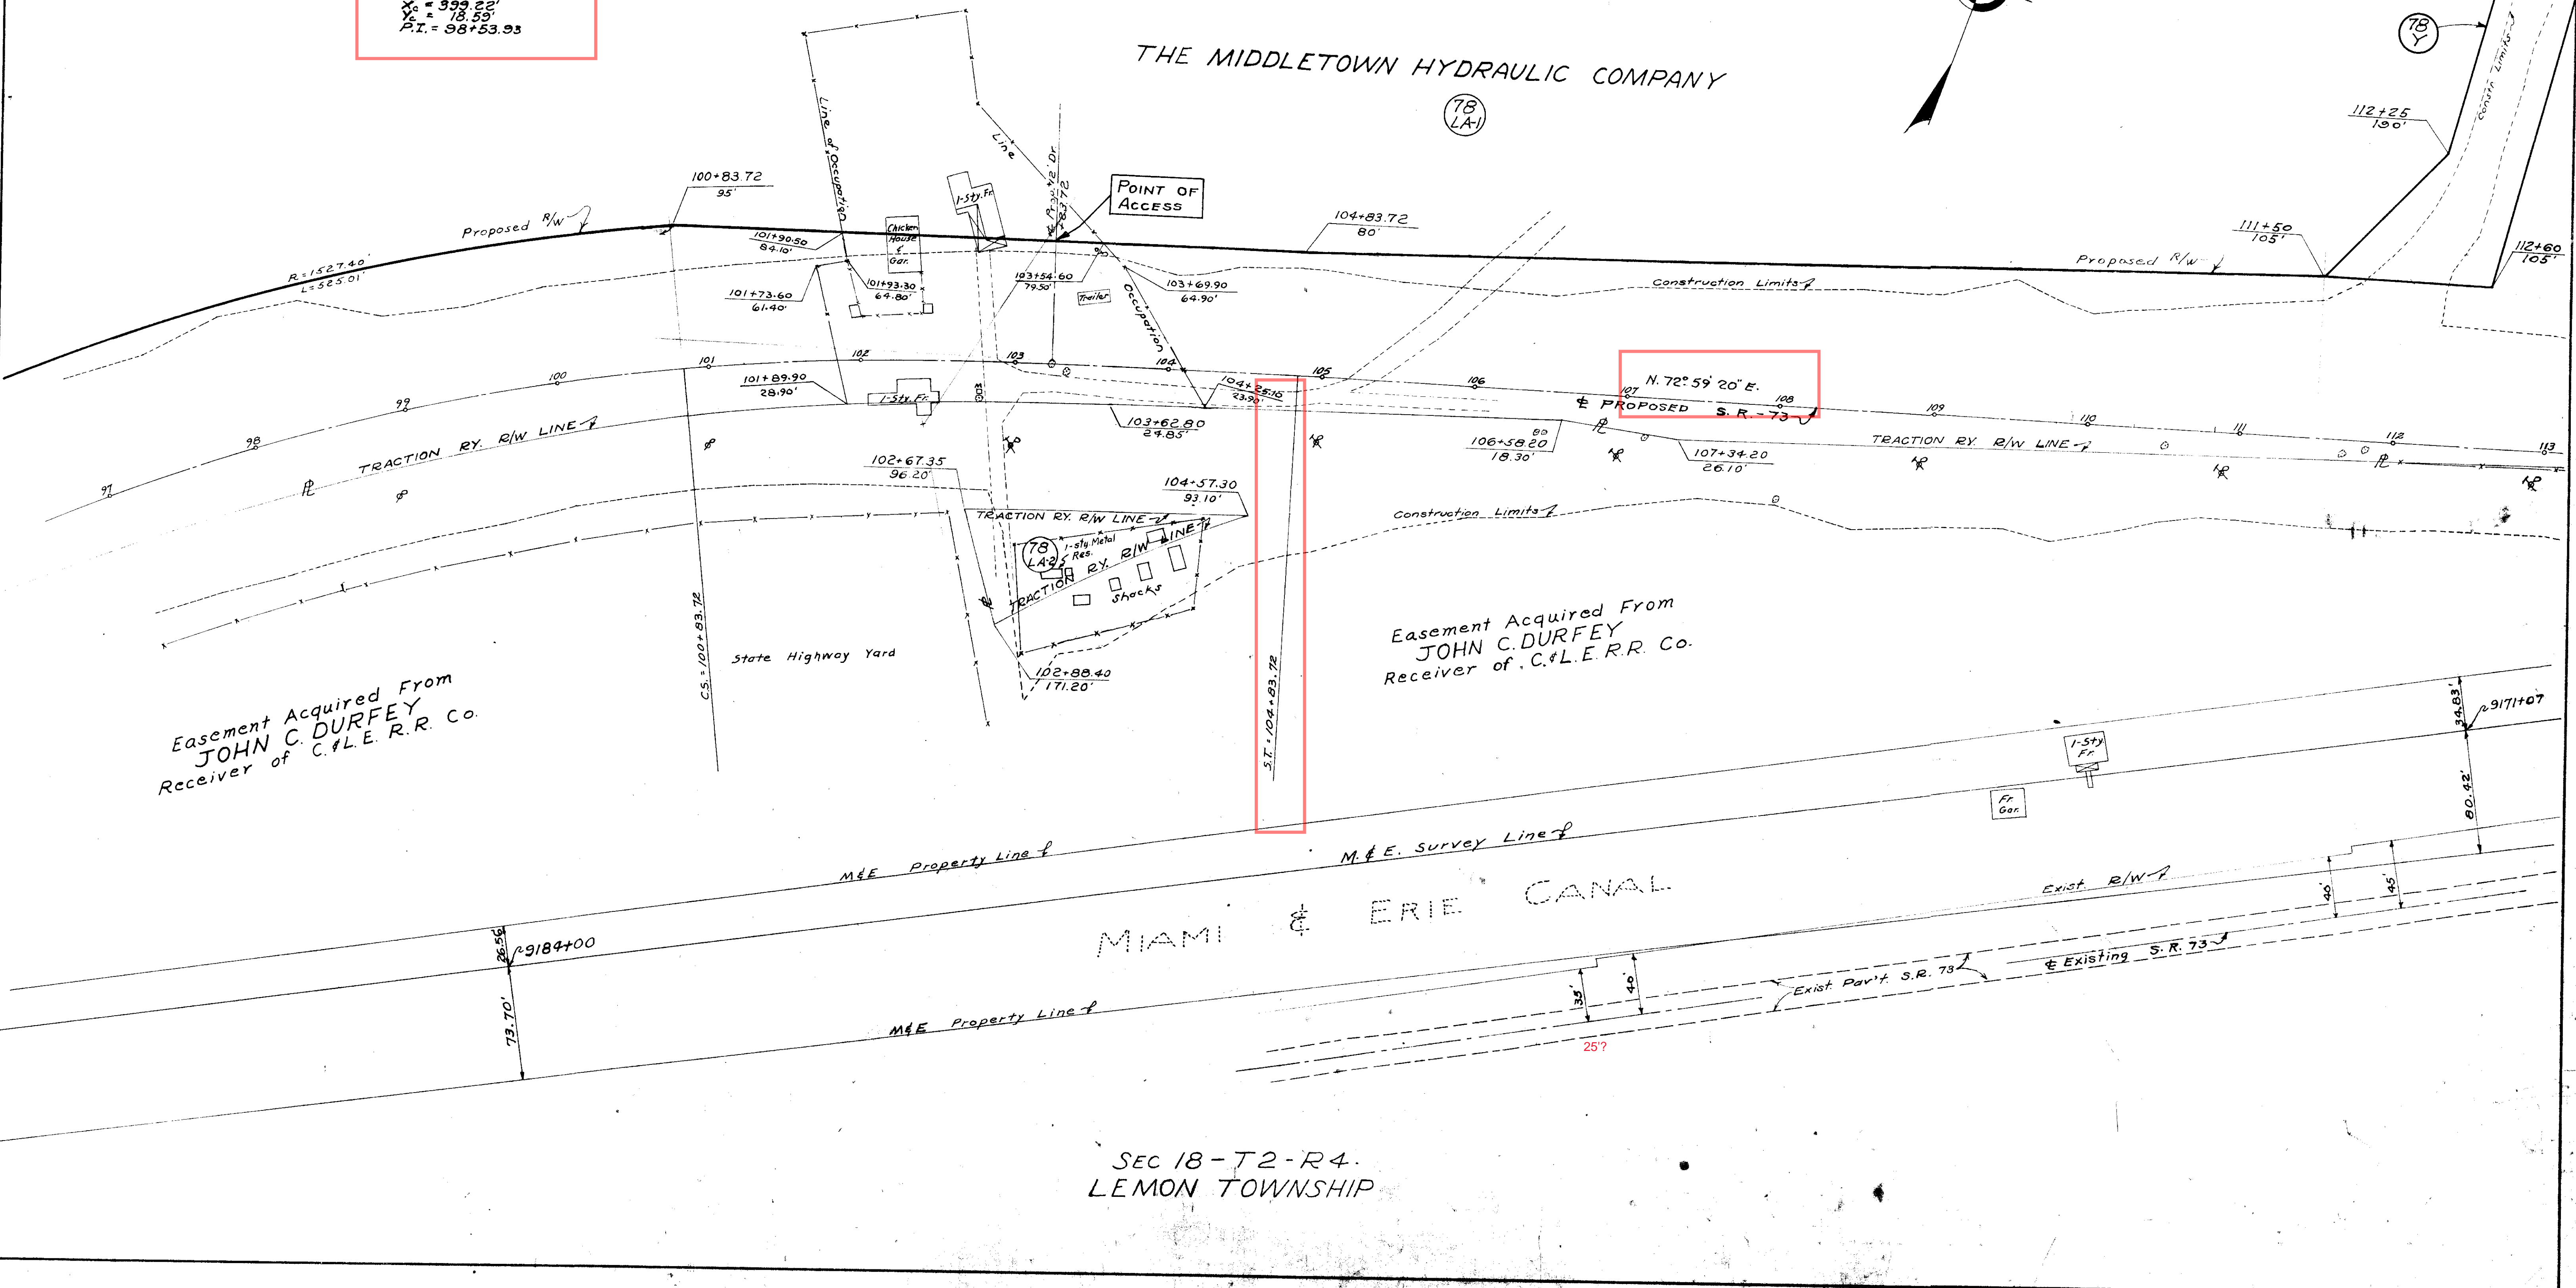 Xc = 399.22'
Yc = 18.59'
P.I. = 98+53.93
THE MIDDLETOWN HYDRAULIC COMPANY
78
LA-1
78
Y
Constr. Limits
112+25
190'
111+50
105'
112+60
105'
Proposed R/W
100+83.72
95'
Proposed R/W
R=1527.40'
L=525.01'
Line of Occupation
Line
Occupation
1-Sty. Fr.
Chicken
House
&
Gar.
℄ Prop. 12' Dr.
+83.72
POINT OF
ACCESS
104+83.72
80'
101+90.50
84.10'
101+93.30
64.80'
101+73.60
61.40'
103+54.60
79.50'
Trailer
103+69.90
64.90'
Construction Limits
97
98
99
100
101
102
103
104
105
106
107
108
109
110
111
112
113
N. 72° 59' 20" E.
℄ PROPOSED S. R. - 73
101+89.90
28.90'
1-Sty. Fr.
104+25.10
23.90'
103+62.80
24.85'
106+58.20
18.30'
107+34.20
26.10'
TRACTION RY. R/W LINE
TRACTION RY. R/W LINE
102+67.35
96.20'
104+57.30
93.10'
TRACTION RY. R/W LINE
TRACTION RY. R/W LINE
78
LA-2
1-sty. Metal
Res.
Shacks
Construction Limits
102+88.40
171.20'
State Highway Yard
C.S. = 100+83.72
S.T. = 104+83.72
Easement Acquired From
JOHN C. DURFEY
Receiver of C.&L.E. R.R. Co.
Easement Acquired From
JOHN C. DURFEY
Receiver of C.&L.E. R.R. Co.
34.83'
9171+07
80.42'
1-Sty
Fr.
Fr.
Gar.
M&E Property Line
M. & E. Survey Line
MIAMI & ERIE CANAL
26.56
9184+00
73.70'
M&E Property Line
Exist. R/W
40'
45'
35'
40'
Exist. Pav't. S.R. 73
℄ Existing S.R. 73
25'?
SEC 18-T2-R4.
LEMON TOWNSHIP